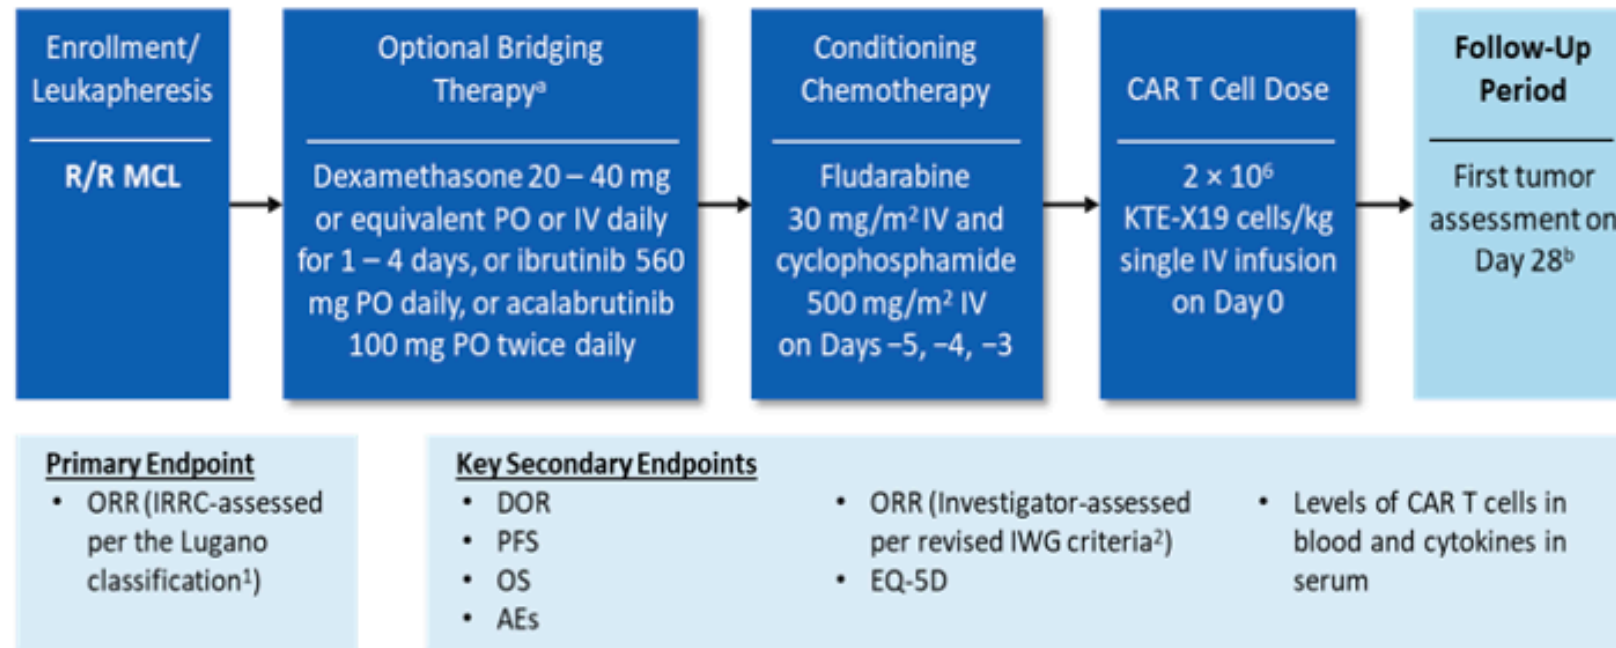 Enrollment/
Leukapheresis
R/R MCL
Optional Bridging
Therapyᵃ
Dexamethasone 20 – 40 mg
or equivalent PO or IV daily
for 1 – 4 days, or ibrutinib 560
mg PO daily, or acalabrutinib
100 mg PO twice daily
Conditioning
Chemotherapy
Fludarabine
30 mg/m² IV and
cyclophosphamide
500 mg/m² IV
on Days −5, −4, −3
CAR T Cell Dose
2 × 10⁶
KTE-X19 cells/kg
single IV infusion
on Day 0
Follow-Up
Period
First tumor
assessment on
Day 28ᵇ
Primary Endpoint
• ORR (IRRC-assessed
per the Lugano
classification¹)
Key Secondary Endpoints
• DOR
• PFS
• OS
• AEs
• ORR (Investigator-assessed
per revised IWG criteria²)
• EQ-5D
• Levels of CAR T cells in
blood and cytokines in
serum